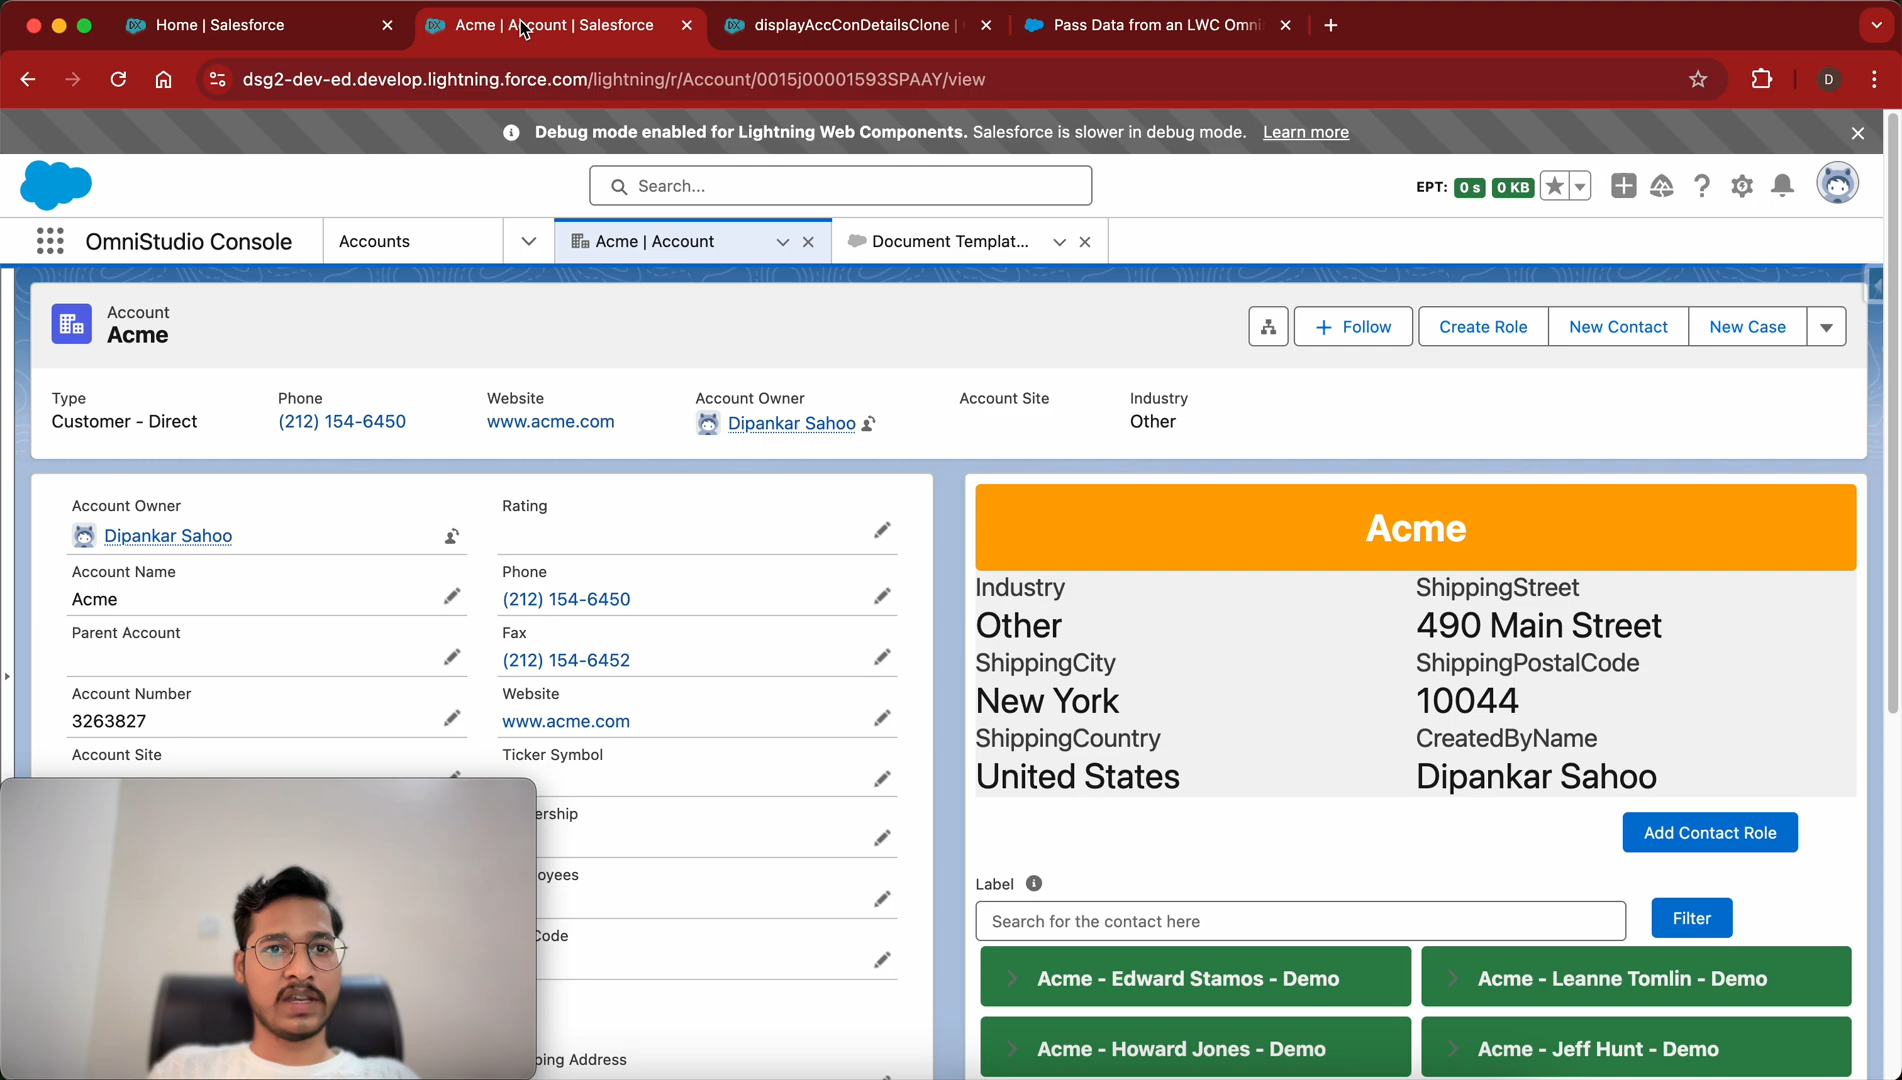 Home | Salesforce
Acme | Account | Salesforce
displayAccConDetailsClone |
Pass Data from an LWC Omni
dsg2-dev-ed.develop.lightning.force.com/lightning/r/Account/0015j00001593SPAAY/view
D
Debug mode enabled for Lightning Web Components. Salesforce is slower in debug mode. Learn more
Search...
EPT: 0 s 0 KB
OmniStudio Console
Accounts
Acme | Account
Document Templat...
Account
Acme
Follow
Create Role
New Contact
New Case
Type
Customer - Direct
Phone
(212) 154-6450
Website
www.acme.com
Account Owner
Dipankar Sahoo
Account Site
Industry
Other
Account Owner
Dipankar Sahoo
Rating
Account Name
Acme
Phone
(212) 154-6450
Parent Account
Fax
(212) 154-6452
Account Number
3263827
Website
www.acme.com
Account Site
Ticker Symbol
ership
oyees
Code
ping Address
Acme
Industry
Other
ShippingStreet
490 Main Street
ShippingCity
New York
ShippingPostalCode
10044
ShippingCountry
United States
CreatedByName
Dipankar Sahoo
Add Contact Role
Label
Search for the contact here
Filter
Acme - Edward Stamos - Demo
Acme - Leanne Tomlin - Demo
Acme - Howard Jones - Demo
Acme - Jeff Hunt - Demo